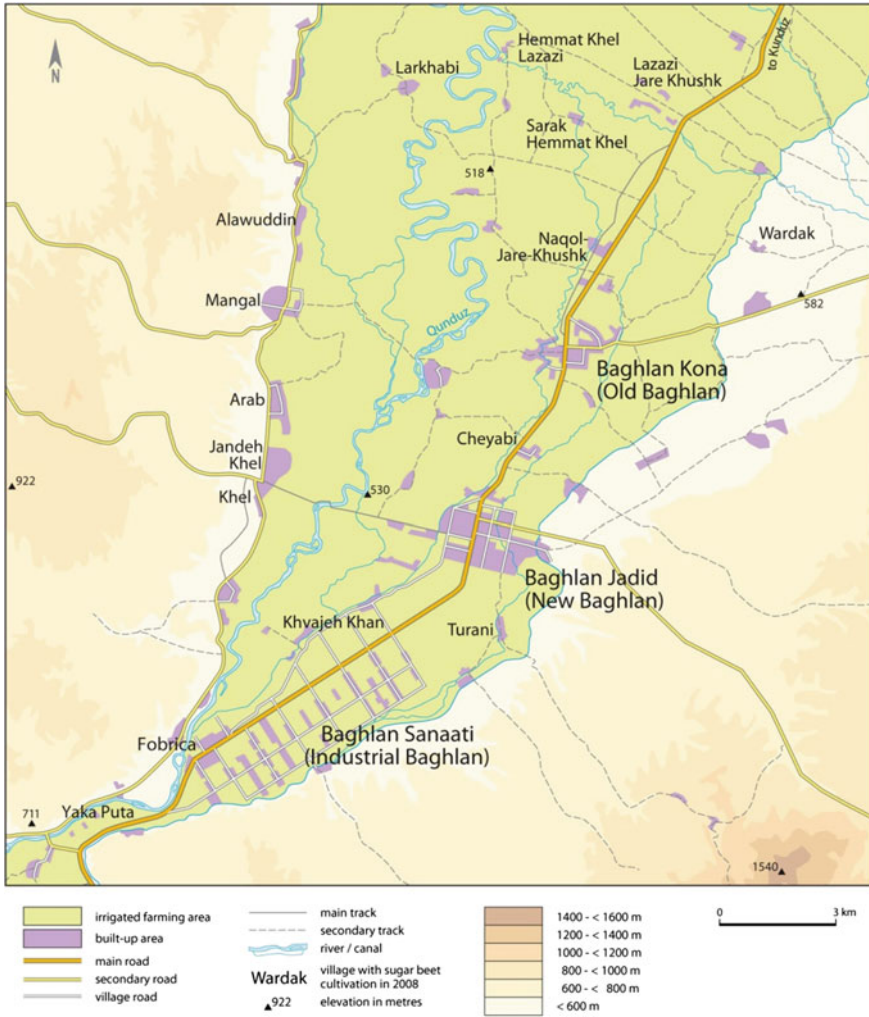 N
to Kunduz
Hemmat Khel
Lazazi
Larkhabi
Lazazi
Jare Khushk
Sarak
Hemmat Khel
518
Alawuddin
Wardak
Naqol-
Jare-Khushk
Mangal
582
Qunduz
Baghlan Kona
(Old Baghlan)
Arab
Cheyabi
Jandeh
Khel
922
530
Khel
Baghlan Jadid
(New Baghlan)
Khvajeh Khan
Turani
Baghlan Sanaati
(Industrial Baghlan)
Fobrica
Yaka Puta
711
1540
irrigated farming area
built-up area
main road
secondary road
village road
main track
secondary track
river / canal
Wardak village with sugar beet
cultivation in 2008
922 elevation in metres
1400 - < 1600 m
1200 - < 1400 m
1000 - < 1200 m
800 - < 1000 m
600 - < 800 m
< 600 m
0 3 km